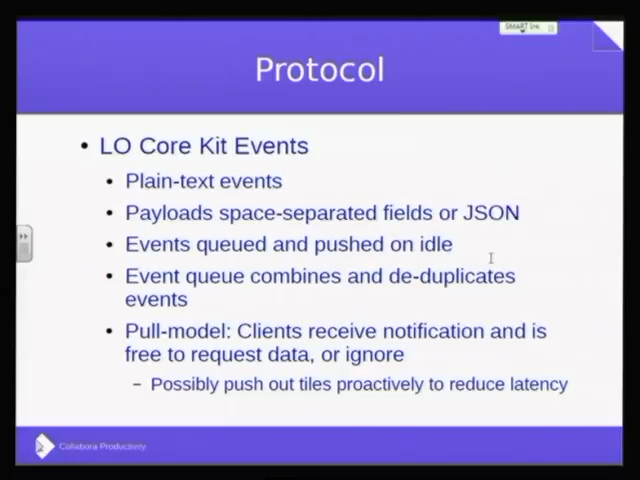 SMART Ink
Protocol
• LO Core Kit Events
• Plain-text events
• Payloads space-separated fields or JSON
• Events queued and pushed on idle
• Event queue combines and de-duplicates
events
• Pull-model: Clients receive notification and is
free to request data, or ignore
– Possibly push out tiles proactively to reduce latency
Collabora Productivity